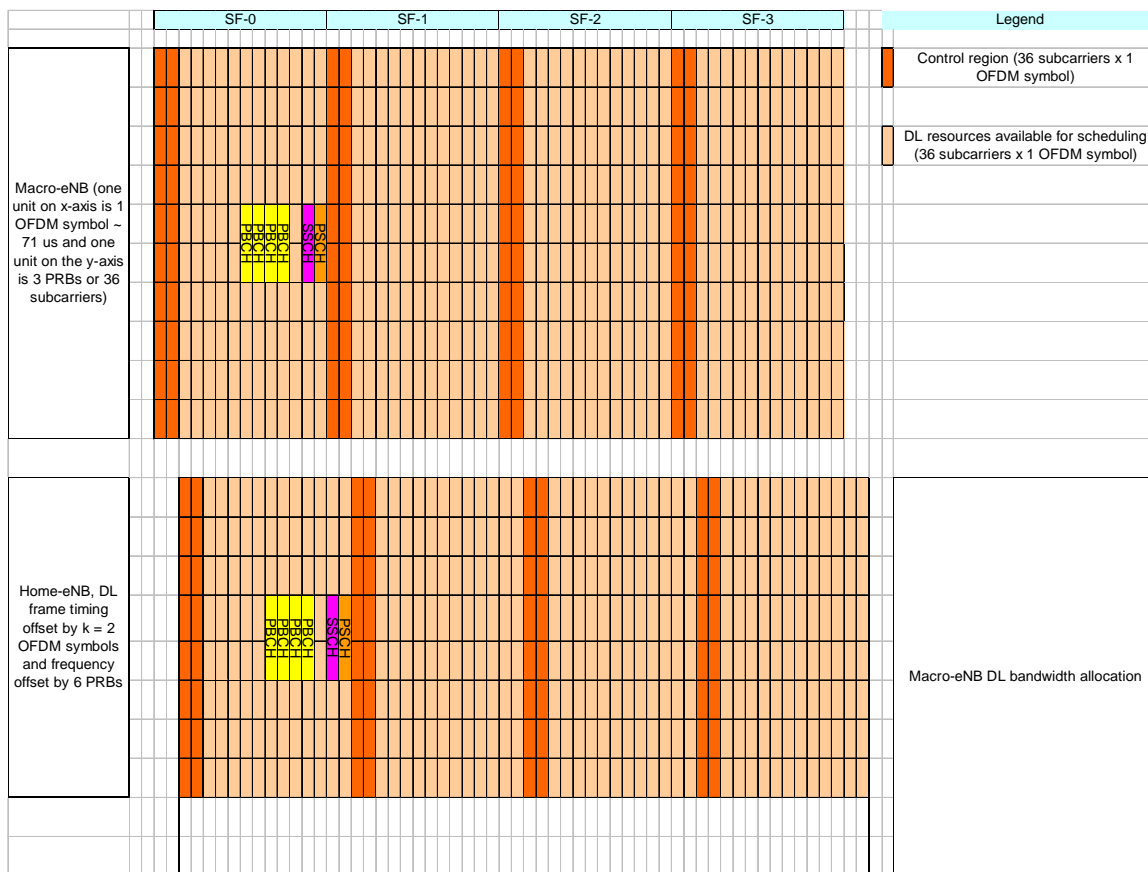 SF-0 SF-1 SF-2 SF-3 Legend
Control region (36 subcarriers x 1
OFDM symbol)
DL resources available for scheduling
(36 subcarriers x 1 OFDM symbol)
Macro-eNB (one
unit on x-axis is 1
OFDM symbol ~
71 us and one
unit on the y-axis
is 3 PRBs or 36
subcarriers)
PBCH
PBCH
PBCH
PBCH
SSCH
PSCH
Home-eNB, DL
frame timing
offset by k = 2
OFDM symbols
and frequency
offset by 6 PRBs
PBCH
PBCH
PBCH
PBCH
SSCH
PSCH
Macro-eNB DL bandwidth allocation